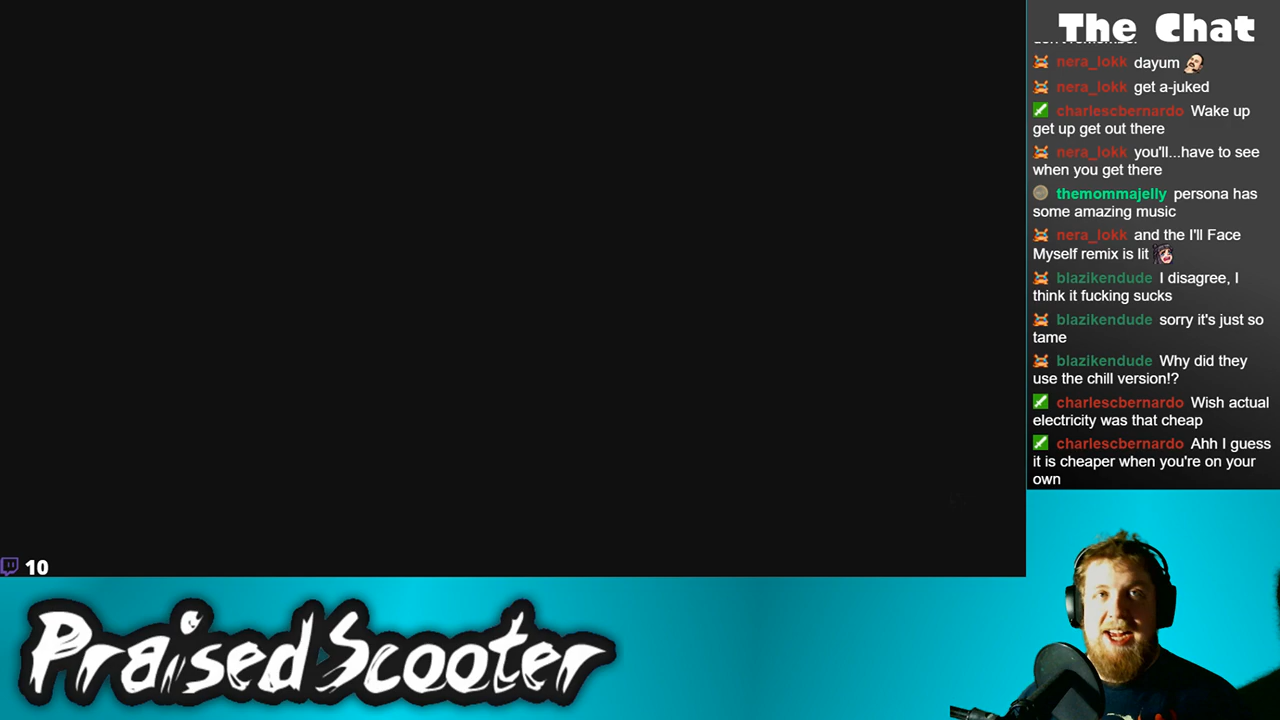 The Chat
nera_lokk dayum
nera_lokk get a-juked
charlescbernardo Wake up
get up get out there
nera_lokk you'll...have to see
when you get there
themommajelly persona has
some amazing music
nera_lokk and the I'll Face
Myself remix is lit
blazikendude I disagree, I
think it fucking sucks
blazikendude sorry it's just so
tame
blazikendude Why did they
use the chill version!?
charlescbernardo Wish actual
electricity was that cheap
charlescbernardo Ahh I guess
it is cheaper when you're on your
own
10
PraisedScooter